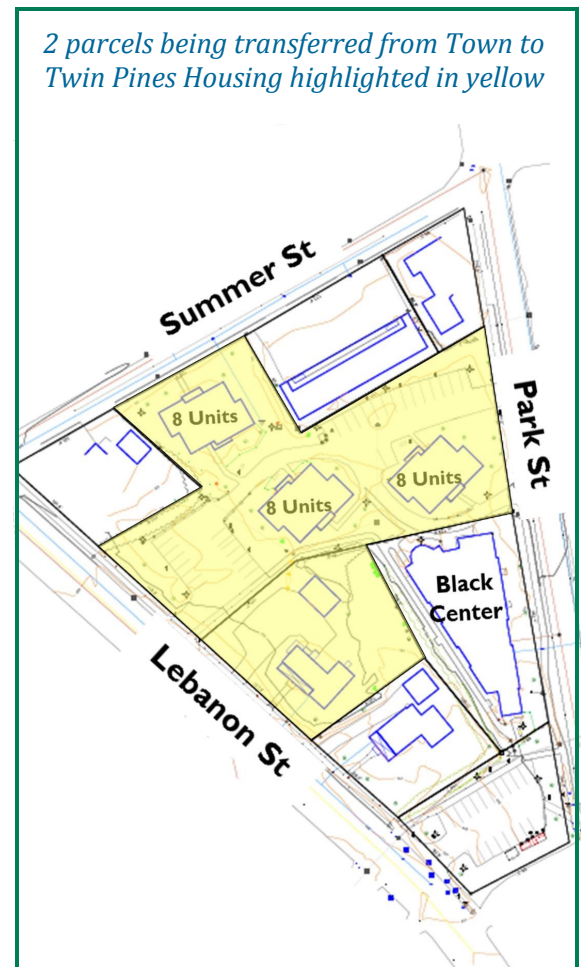 2 parcels being transferred from Town to
Twin Pines Housing highlighted in yellow
Summer St
Park St
8 Units
8 Units
8 Units
Black
Center
Lebanon St